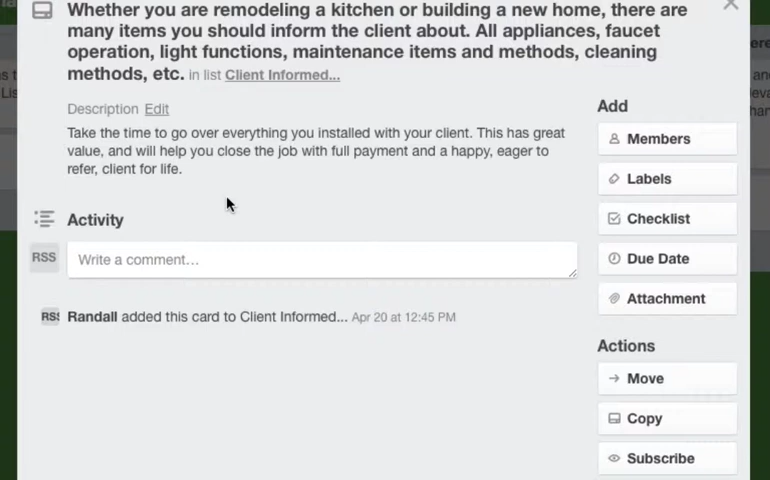 Whether you are remodeling a kitchen or building a new home, there are
many items you should inform the client about. All appliances, faucet
operation, light functions, maintenance items and methods, cleaning
methods, etc. in list Client Informed...
Description Edit
Take the time to go over everything you installed with your client. This has great
value, and will help you close the job with full payment and a happy, eager to
refer, client for life.
Activity
RSS
Write a comment...
Randall added this card to Client Informed... Apr 20 at 12:45 PM
Add
Members
Labels
Checklist
Due Date
Attachment
Actions
Move
Copy
Subscribe